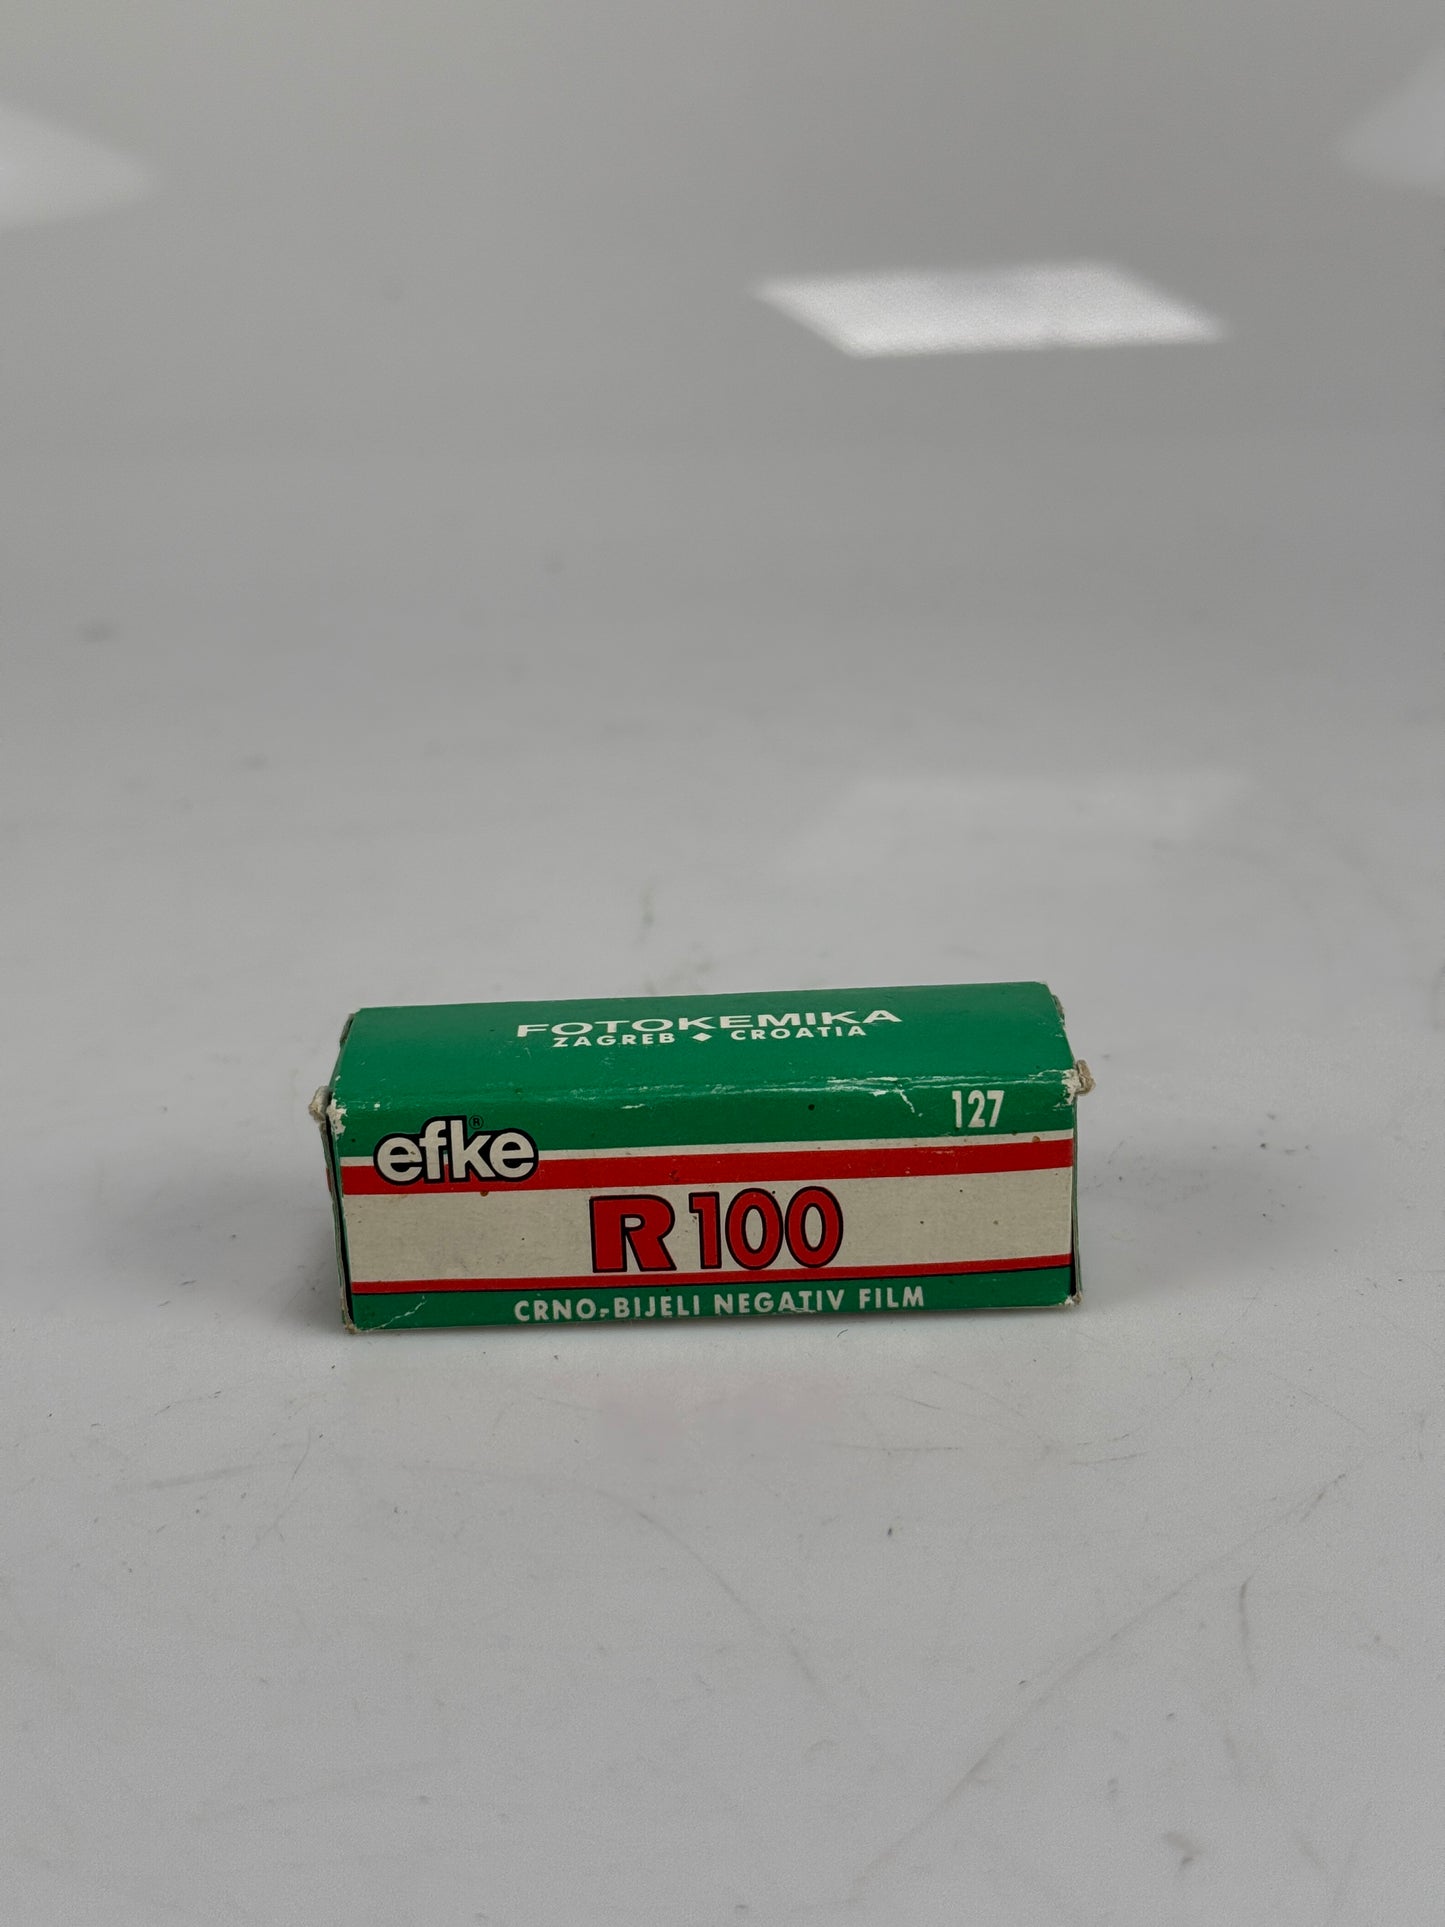 FOTOKEMIKA
ZAGREB ◆ CROATIA
127
efke®
R100
CRNO-BIJELI NEGATIV FILM